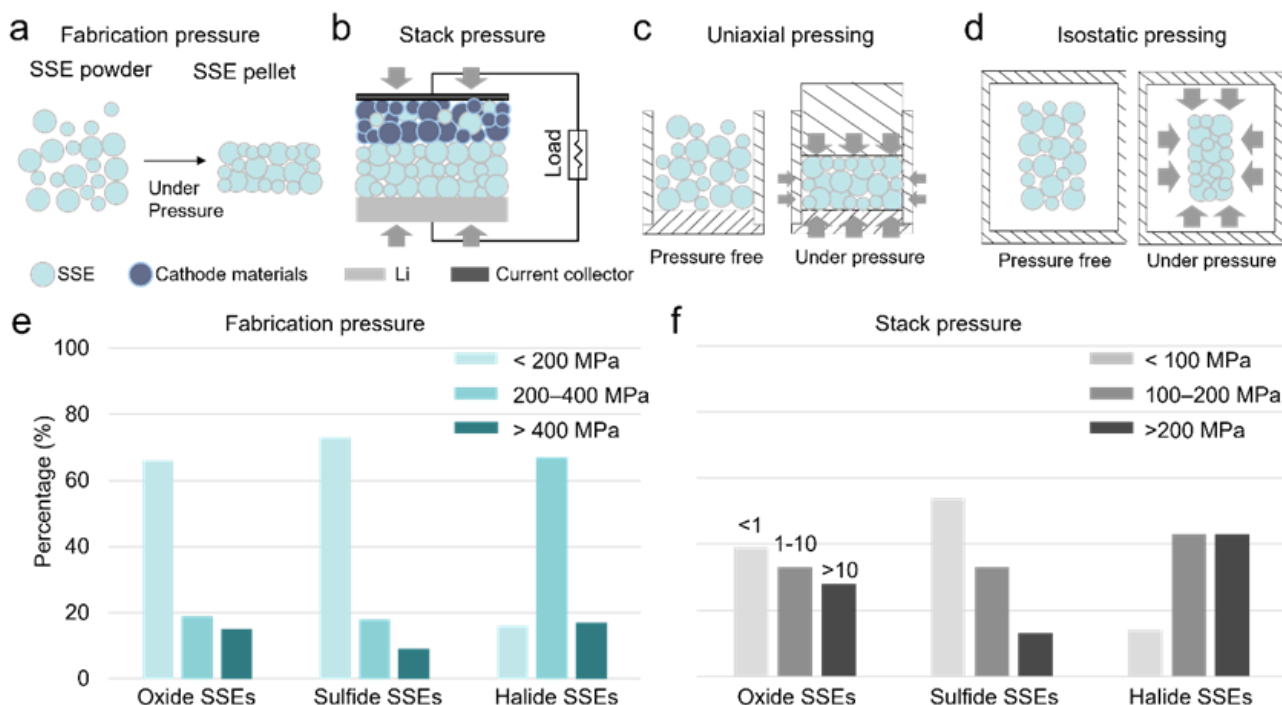 a Fabrication pressure
SSE powder SSE pellet
Under
Pressure
b Stack pressure
Load
c Uniaxial pressing
Pressure free Under pressure
d Isostatic pressing
Pressure free Under pressure
SSE Cathode materials Li Current collector
e Fabrication pressure
100
80
60
40
20
0
Percentage (%)
< 200 MPa
200–400 MPa
> 400 MPa
Oxide SSEs Sulfide SSEs Halide SSEs
f Stack pressure
< 100 MPa
100–200 MPa
>200 MPa
<1
1-10
>10
Oxide SSEs Sulfide SSEs Halide SSEs